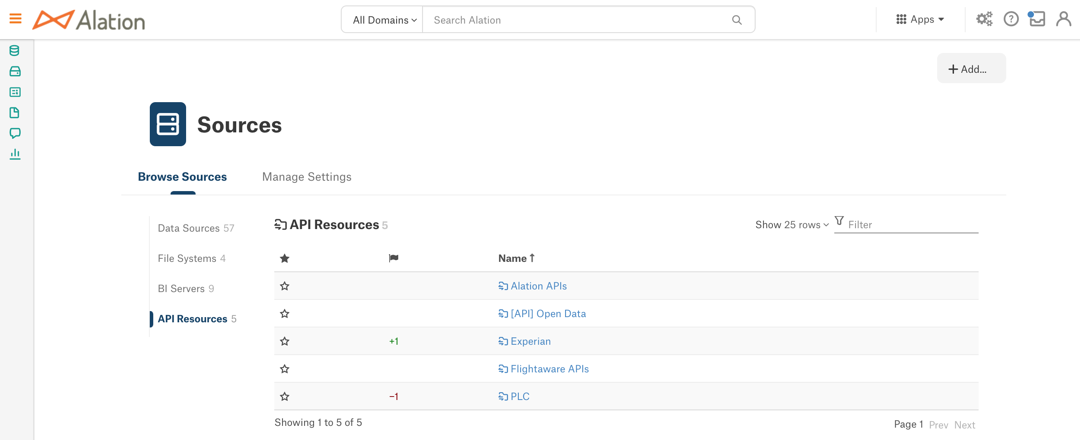 Alation
All Domains
Search Alation
Apps
+ Add...
Sources
Browse Sources
Manage Settings
Data Sources 57
File Systems 4
BI Servers 9
API Resources 5
API Resources 5
Show 25 rows
Filter
Name ↑
Alation APIs
[API] Open Data
+1 Experian
Flightaware APIs
−1 PLC
Showing 1 to 5 of 5
Page 1 Prev Next